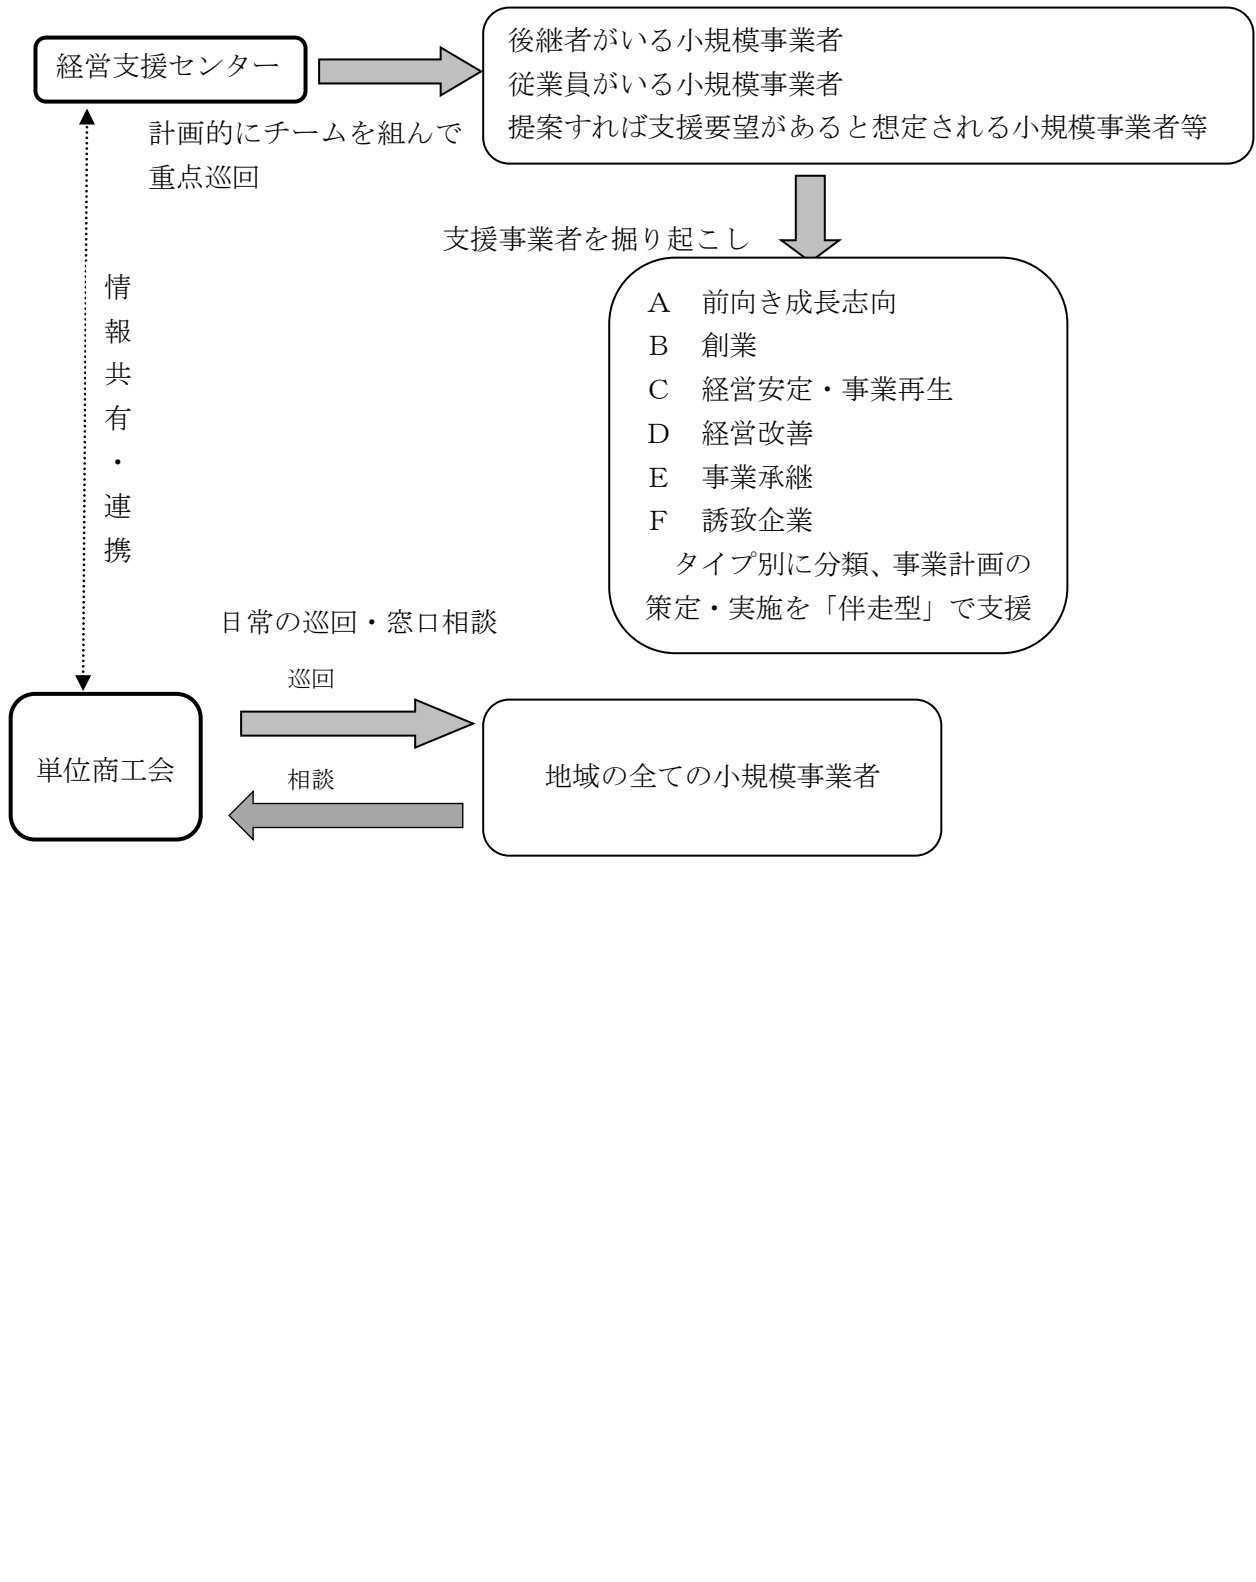 経営支援センター
後継者がいる小規模事業者
従業員がいる小規模事業者
提案すれば支援要望があると想定される小規模事業者等
計画的にチームを組んで
重点巡回
支援事業者を掘り起こし
情報共有・連携
A 前向き成長志向
B 創業
C 経営安定・事業再生
D 経営改善
E 事業承継
F 誘致企業
タイプ別に分類、事業計画の
策定・実施を「伴走型」で支援
日常の巡回・窓口相談
巡回
単位商工会
相談
地域の全ての小規模事業者